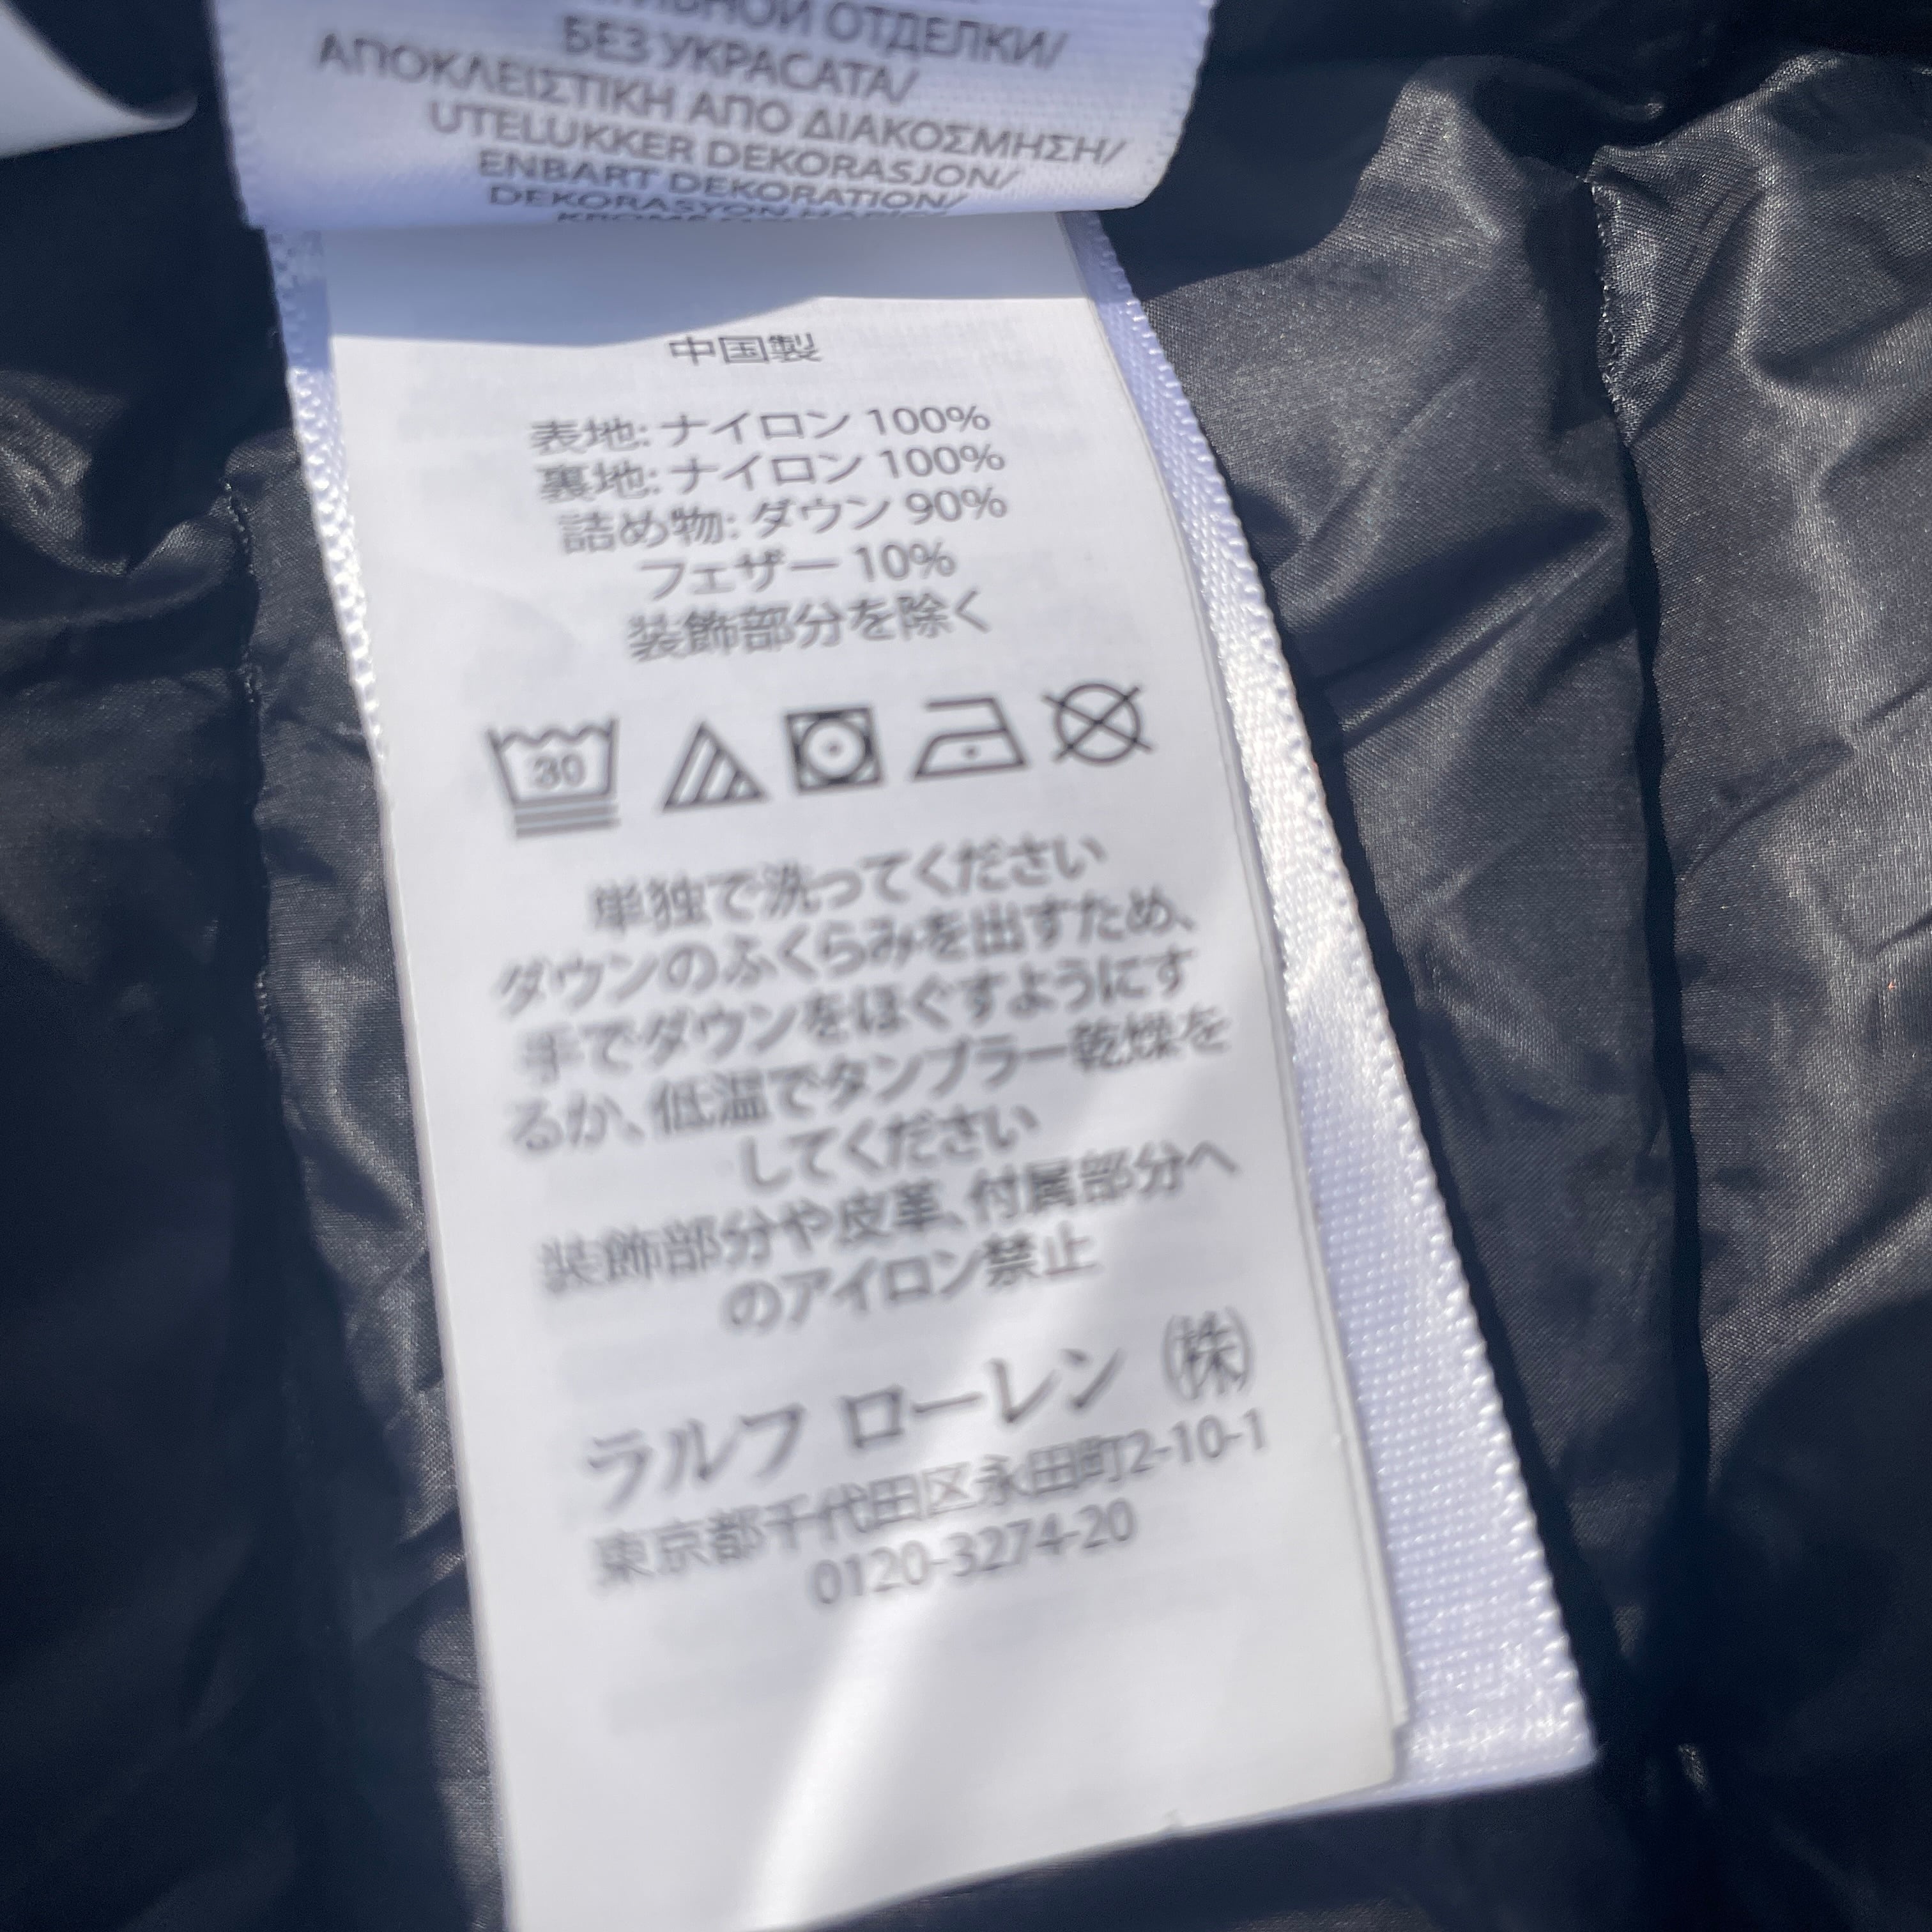 ОТДЕЛКИ/
БЕЗ УКРАСАТА/
ΑΠΟΚΛΕΙΣΤΙΚΗ ΑΠΟ ΔΙΑΚΟΣΜΗΣΗ/
UTELUKKER DEKORASJON/
ENBART DEKORATION/
DEKORASYON
中国製
表地: ナイロン 100%
裏地: ナイロン 100%
詰め物: ダウン 90%
フェザー 10%
装飾部分を除く
30
単独で洗ってください
ダウンのふくらみを出すため、
手でダウンをほぐすようにす
るか、低温でタンブラー乾燥を
してください
装飾部分や皮革、付属部分へ
のアイロン禁止
ラルフ ローレン ㈱
東京都千代田区永田町2-10-1
0120-3274-20